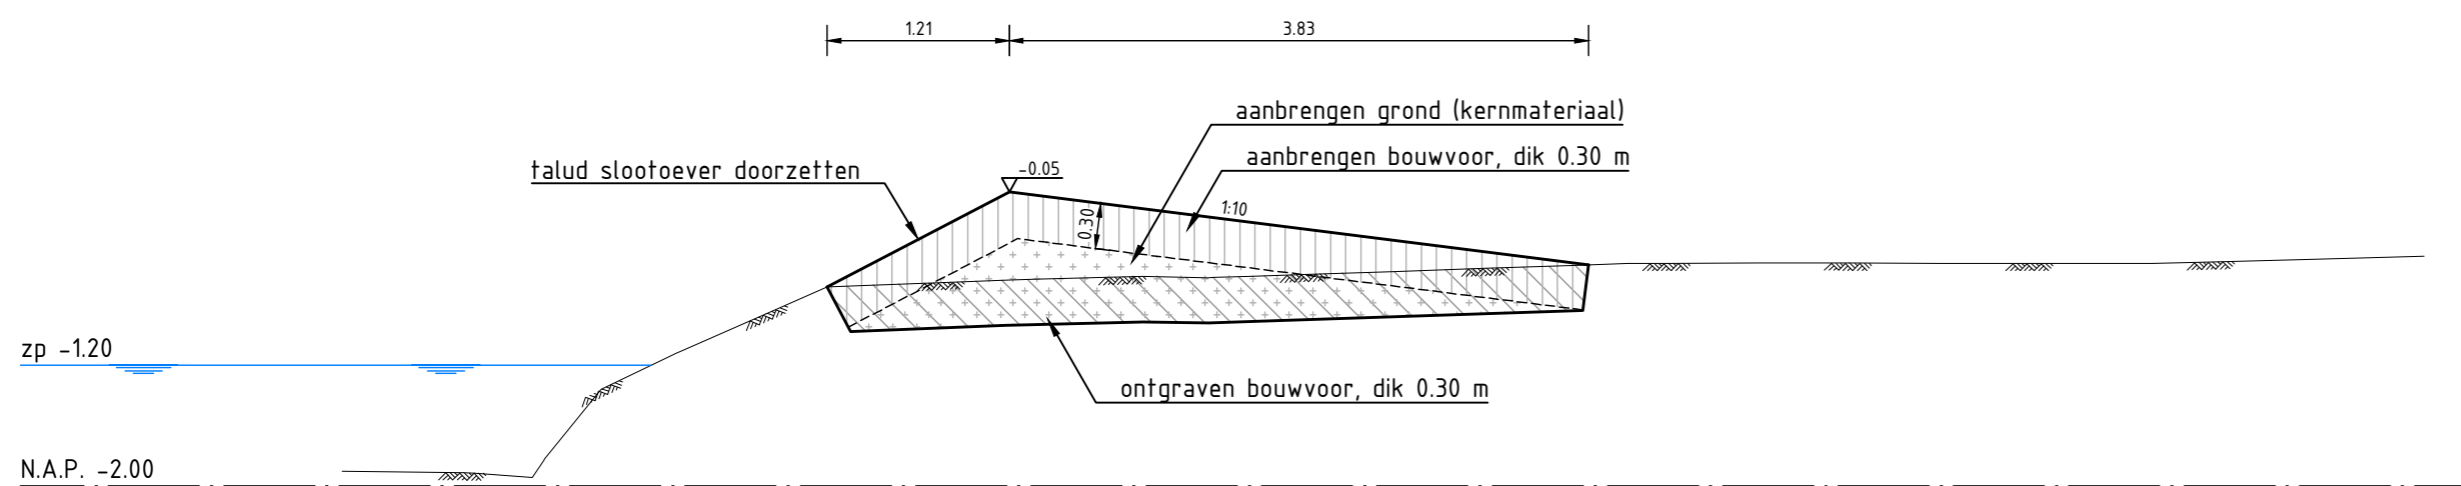 1.21
3.83
aanbrengen grond (kernmateriaal)
aanbrengen bouwvoor, dik 0.30 m
talud slootoever doorzetten
-0.05
0.30
1:10
zp -1.20
ontgraven bouwvoor, dik 0.30 m
N.A.P. -2.00